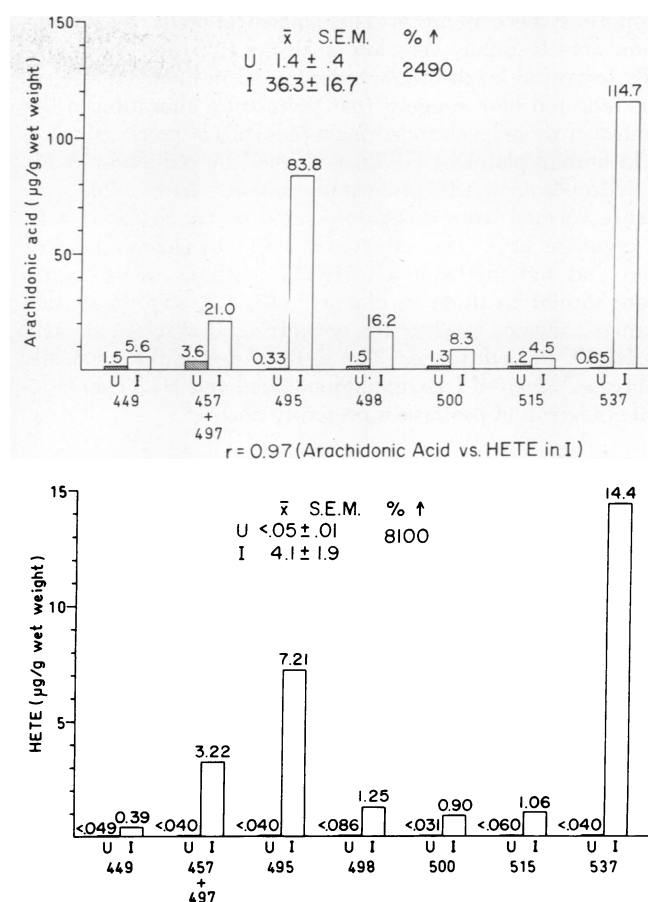 x̄ S.E.M. % ↑
U 1.4 ± .4 2490
I 36.3 ± 16.7
Arachidonic acid (µg/g wet weight)
150
100
50
1.5 5.6 3.6 21.0 0.33 83.8 1.5 16.2 1.3 8.3 1.2 4.5 0.65 114.7
U I U I U I U I U I U I U I
449 457 495 498 500 515 537
+
497
r = 0.97 (Arachidonic Acid vs. HETE in I)
x̄ S.E.M. % ↑
U <.05 ± .01 8100
I 4.1 ± 1.9
HETE (µg/g wet weight)
15
10
5
<.049 0.39 <.040 3.22 <.040 7.21 <.086 1.25 <.031 0.90 <.060 1.06 <.040 14.4
U I U I U I U I U I U I U I
449 457 495 498 500 515 537
+
497